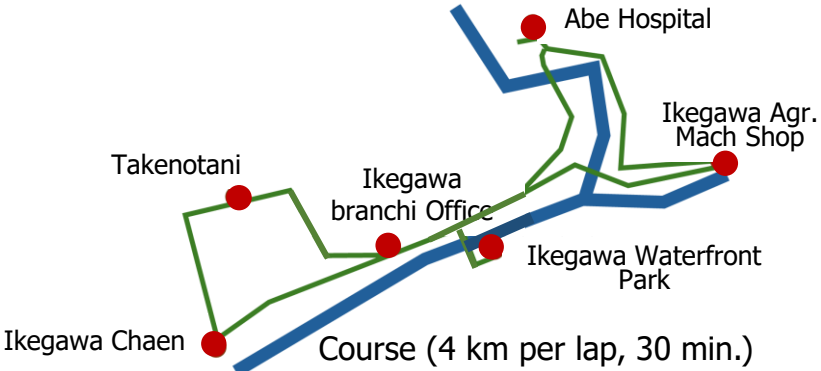 Abe Hospital
Ikegawa Agr.
Mach Shop
Takenotani
Ikegawa
branchi Office
Ikegawa Waterfront
Park
Ikegawa Chaen
Course (4 km per lap, 30 min.)